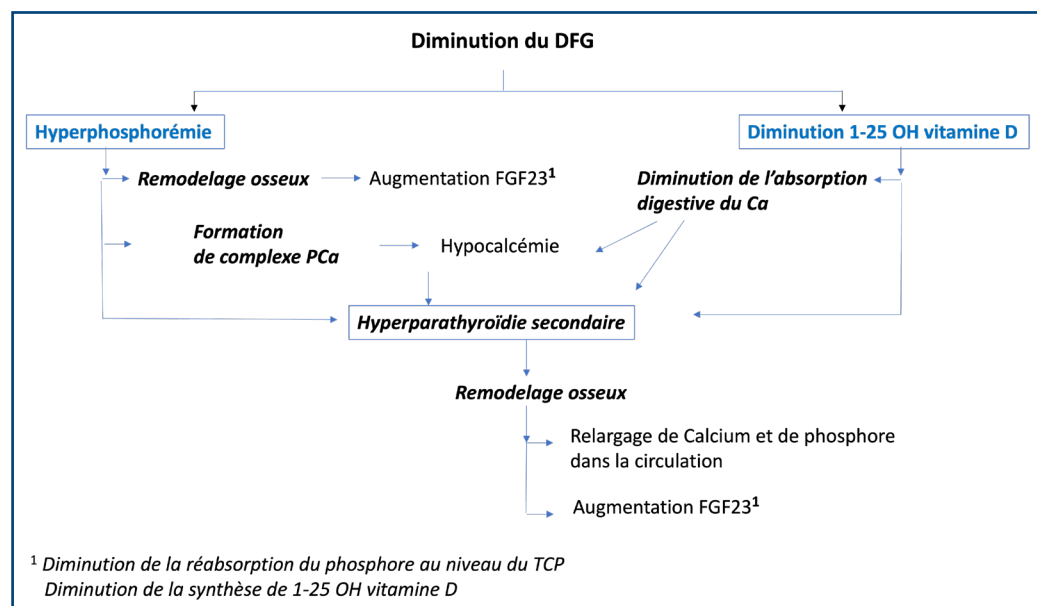 Diminution du DFG
Hyperphosphorémie
Diminution 1-25 OH vitamine D
Remodelage osseux
Augmentation FGF23¹
Diminution de l’absorption
digestive du Ca
Formation
de complexe PCa
Hypocalcémie
Hyperparathyroïdie secondaire
Remodelage osseux
Relargage de Calcium et de phosphore
dans la circulation
Augmentation FGF23¹
¹ Diminution de la réabsorption du phosphore au niveau du TCP
Diminution de la synthèse de 1-25 OH vitamine D